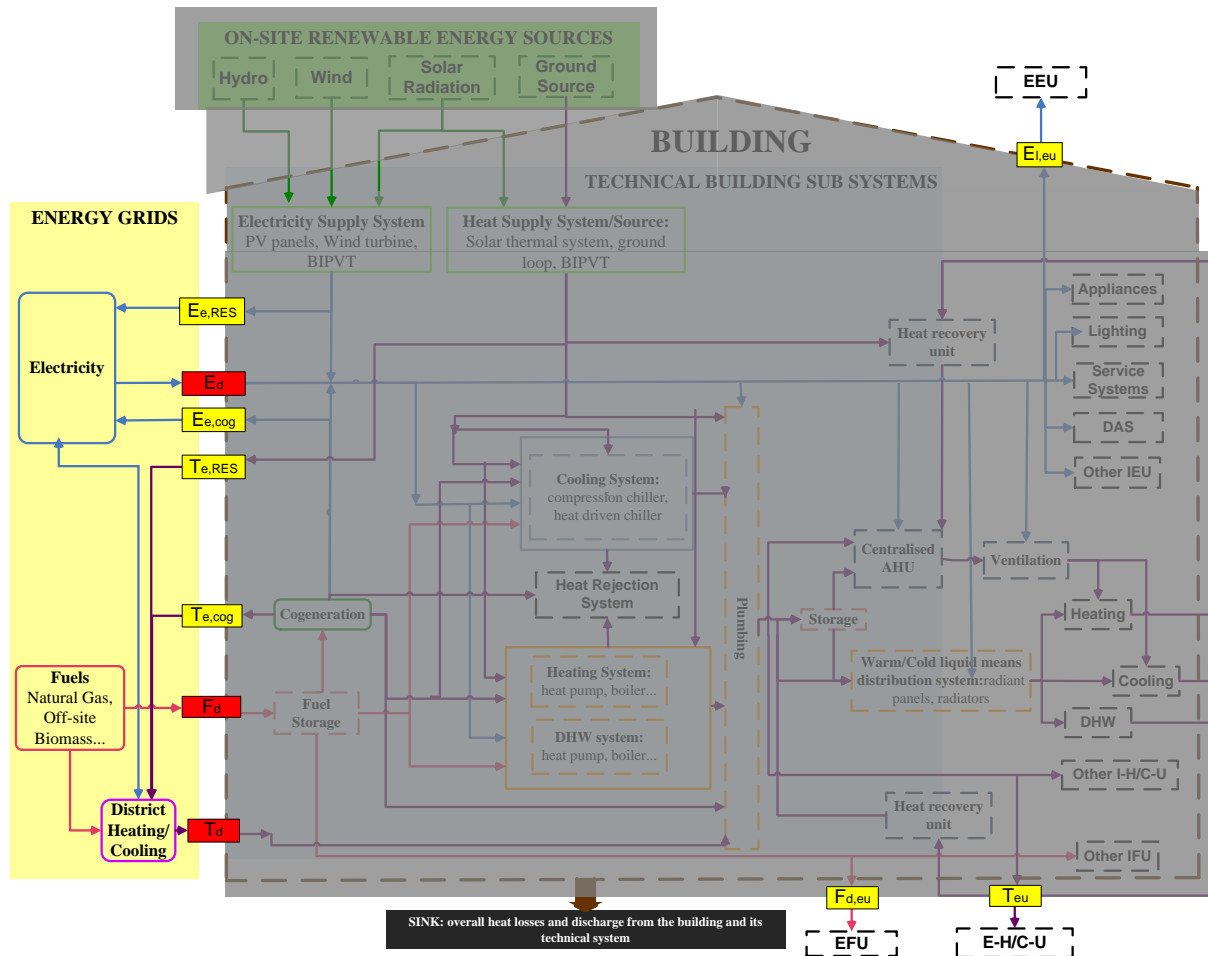 ON-SITE RENEWABLE ENERGY SOURCES
Hydro
Wind
Solar
Radiation
Ground
Source
EEU
El,eu
BUILDING
TECHNICAL BUILDING SUB SYSTEMS
ENERGY GRIDS
Electricity Supply System
PV panels, Wind turbine,
BIPVT
Heat Supply System/Source:
Solar thermal system, ground
loop, BIPVT
Electricity
Ee,RES
Ed
Ee,cog
Te,RES
Heat recovery
unit
Appliances
Lighting
Service
Systems
DAS
Other IEU
Cooling System:
compression chiller,
heat driven chiller
Heat Rejection
System
Plumbing
Centralised
AHU
Ventilation
Te,cog
Cogeneration
Storage
Heating
Fuels
Natural Gas,
Off-site
Biomass...
Fd
Fuel
Storage
Heating System:
heat pump, boiler...
DHW system:
heat pump, boiler...
Warm/Cold liquid means
distribution system:radiant
panels, radiators
Cooling
DHW
Other I-H/C-U
District
Heating/
Cooling
Td
Heat recovery
unit
Other IFU
Fd,eu
Teu
SINK: overall heat losses and discharge from the building and its
technical system
EFU
E-H/C-U